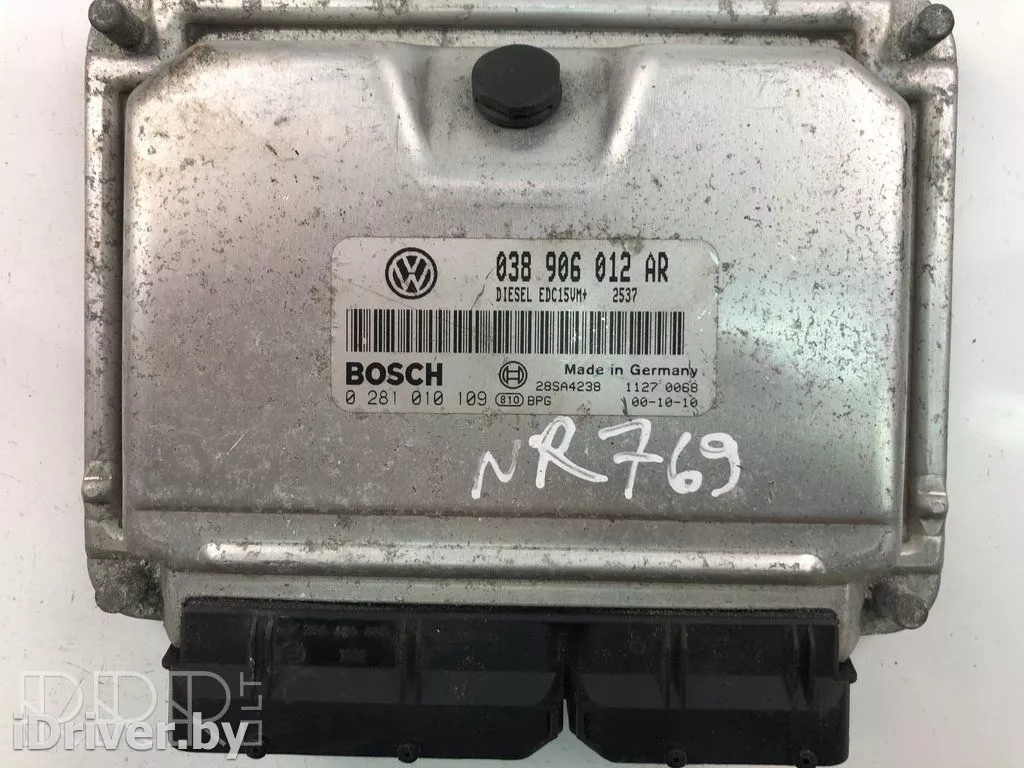 038 906 012 AR
DIESEL EDC15VM+ 2537
BOSCH
Made in Germany
28SA4238 1127 0068
0 281 010 109 810 BPG 00-10-10
NR769
iDriver.by